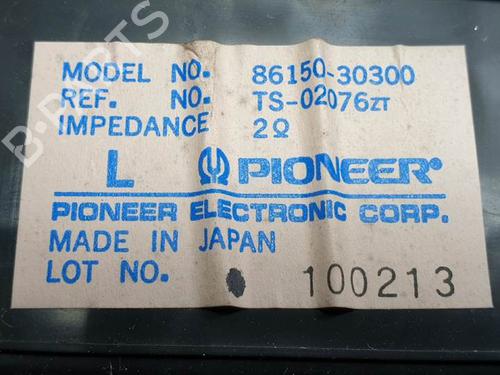 MODEL NO. 86150-30300
REF. NO. TS-02076ZT
IMPEDANCE 2Ω
L PIONEER®
PIONEER ELECTRONIC CORP.
MADE IN JAPAN
LOT NO. 100213
B-PARTS